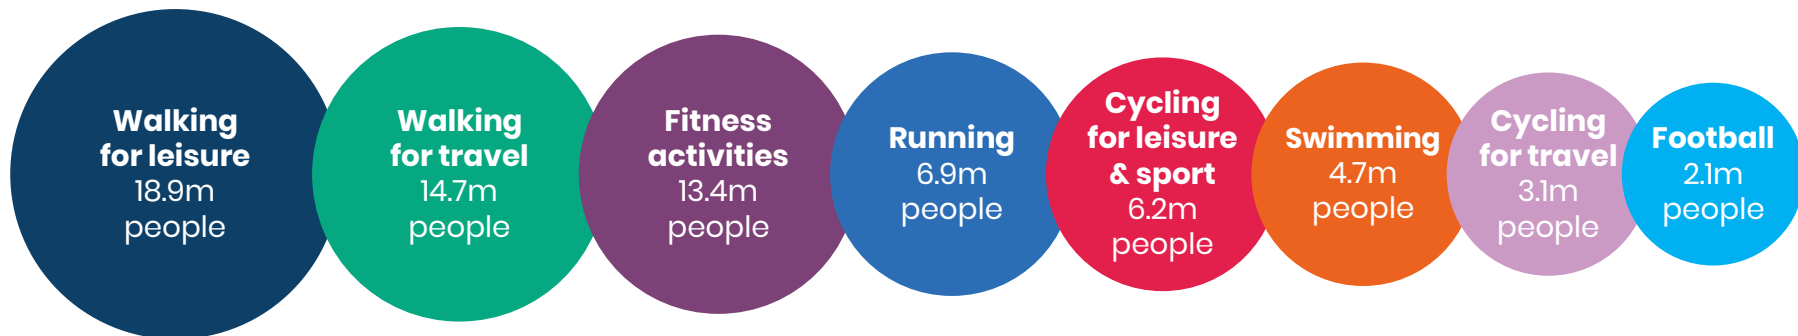 Walking
for leisure
18.9m
people
Walking
for travel
14.7m
people
Fitness
activities
13.4m
people
Running
6.9m
people
Cycling
for leisure
& sport
6.2m
people
Swimming
4.7m
people
Cycling
for travel
3.1m
people
Football
2.1m
people